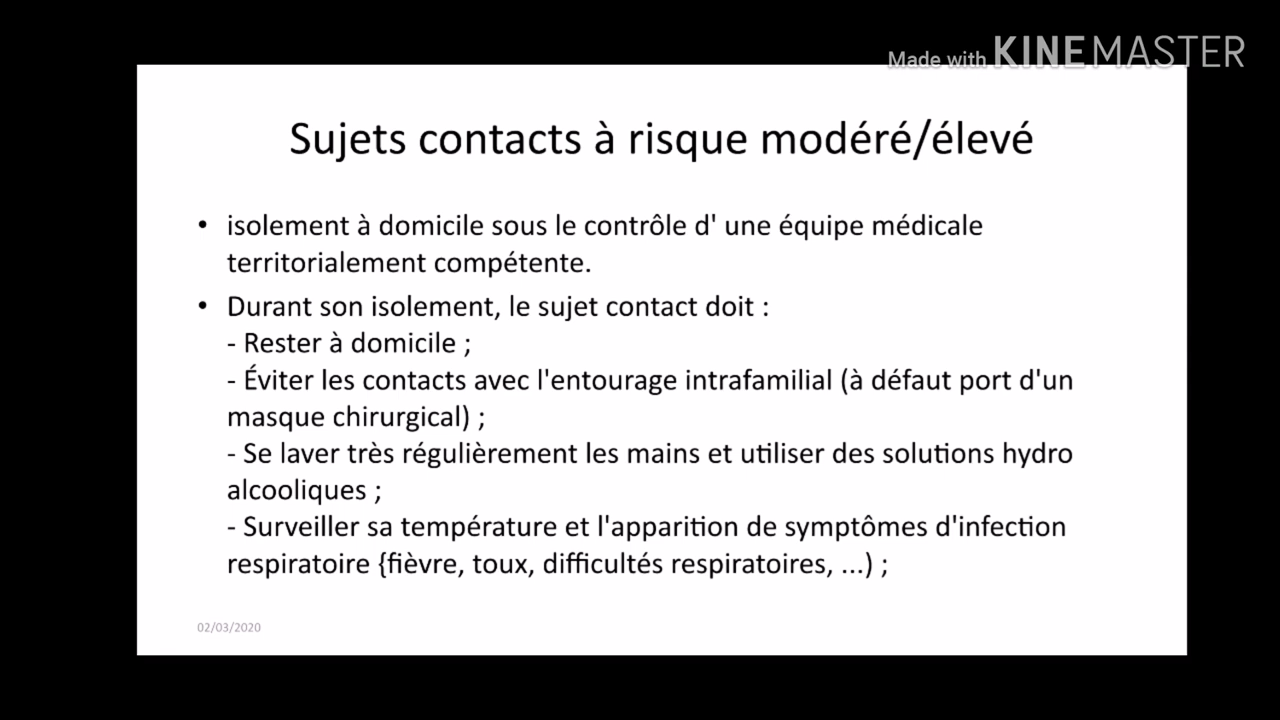 Made with KINEMASTER
Sujets contacts à risque modéré/élevé
• isolement à domicile sous le contrôle d' une équipe médicale
territorialement compétente.
• Durant son isolement, le sujet contact doit :
- Rester à domicile ;
- Éviter les contacts avec l'entourage intrafamilial (à défaut port d'un
masque chirurgical) ;
- Se laver très régulièrement les mains et utiliser des solutions hydro
alcooliques ;
- Surveiller sa température et l'apparition de symptômes d'infection
respiratoire {fièvre, toux, difficultés respiratoires, ...) ;
02/03/2020